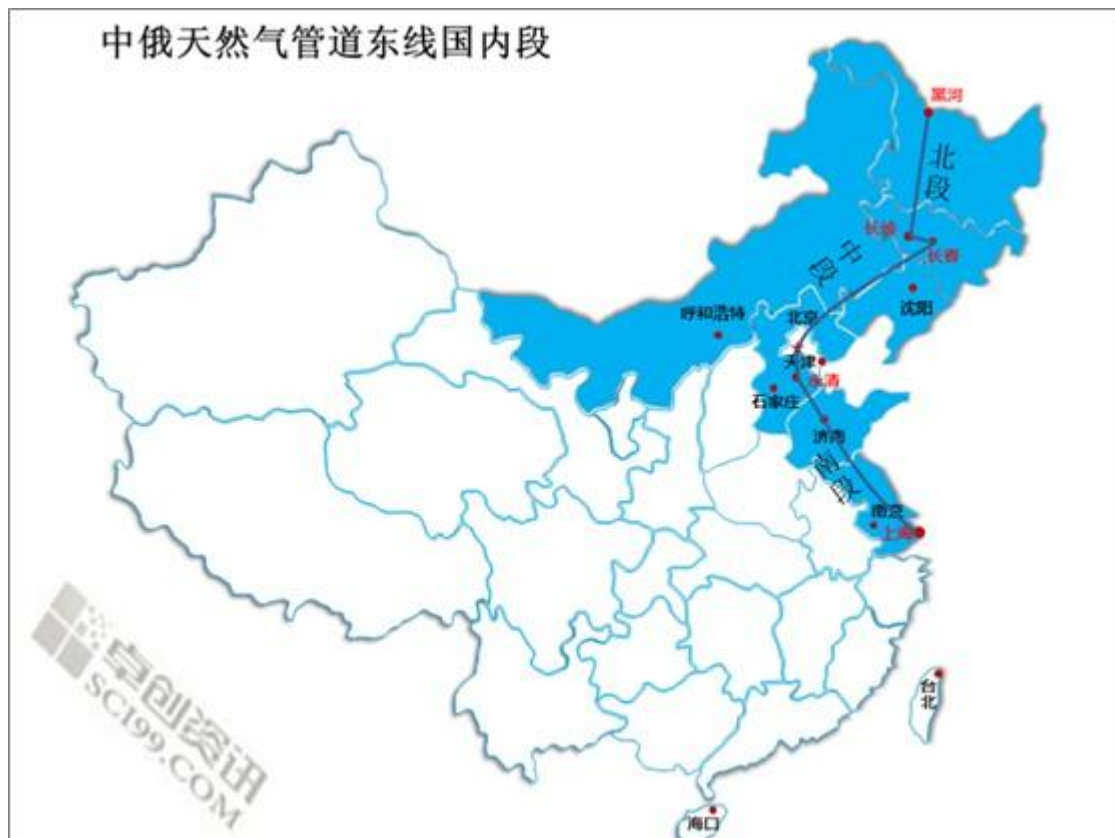 中俄天然气管道东线国内段
黑河
北段
长岭
长春
中段
沈阳
呼和浩特
北京
天津
永清
石家庄
济南
南段
南京
上海
台北
海口
卓创资讯
SCI99.COM